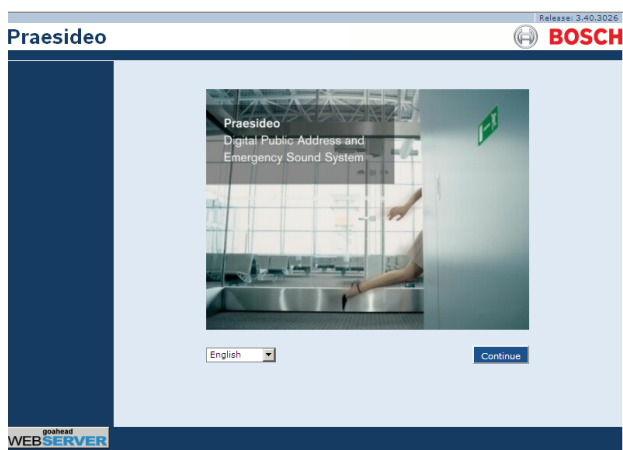 Release: 3.40.3026
Praesideo
BOSCH
Praesideo
Digital Public Address and
Emergency Sound System
English
Continue
goahead
WEBSERVER